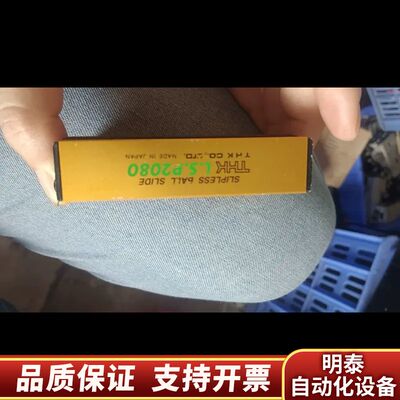 SLIPLESS BALL SLIDE
THK L.S.P2080
THK CO.,LTD. MADE IN JAPAN
品质保证 支持开票
明泰
自动化设备